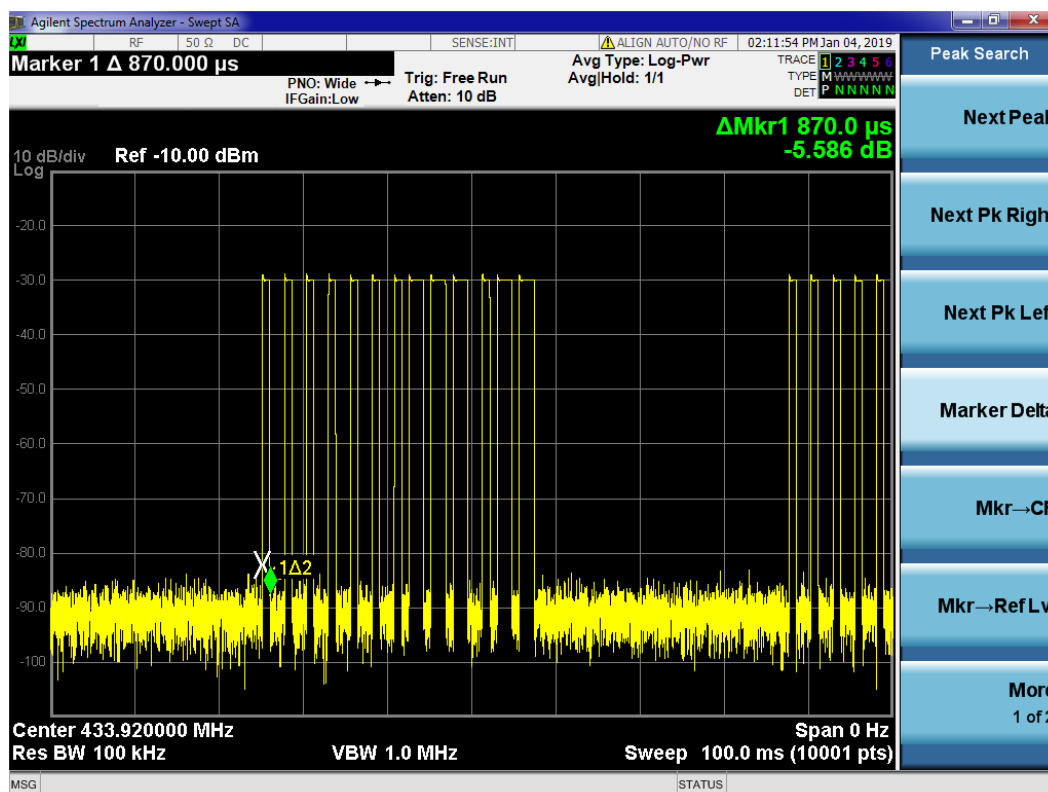 Agilent Spectrum Analyzer - Swept SA
LXI RF 50 Ω DC SENSE:INT ALIGN AUTO/NO RF 02:11:54 PM Jan 04, 2019
Marker 1 Δ 870.000 µs
PNO: Wide
IFGain:Low
Trig: Free Run
Atten: 10 dB
Avg Type: Log-Pwr
Avg|Hold: 1/1
TRACE 1 2 3 4 5 6
TYPE M WWWWW
DET P N N N N N
Peak Search
Next Peak
Next Pk Righ
Next Pk Lef
Marker Delta
Mkr→CF
Mkr→Ref Lv
More
1 of 2
ΔMkr1 870.0 µs
-5.586 dB
10 dB/div Ref -10.00 dBm
Log
-20.0
-30.0
-40.0
-50.0
-60.0
-70.0
-80.0
-90.0
-100
1Δ2
Center 433.920000 MHz Span 0 Hz
Res BW 100 kHz VBW 1.0 MHz Sweep 100.0 ms (10001 pts)
MSG STATUS